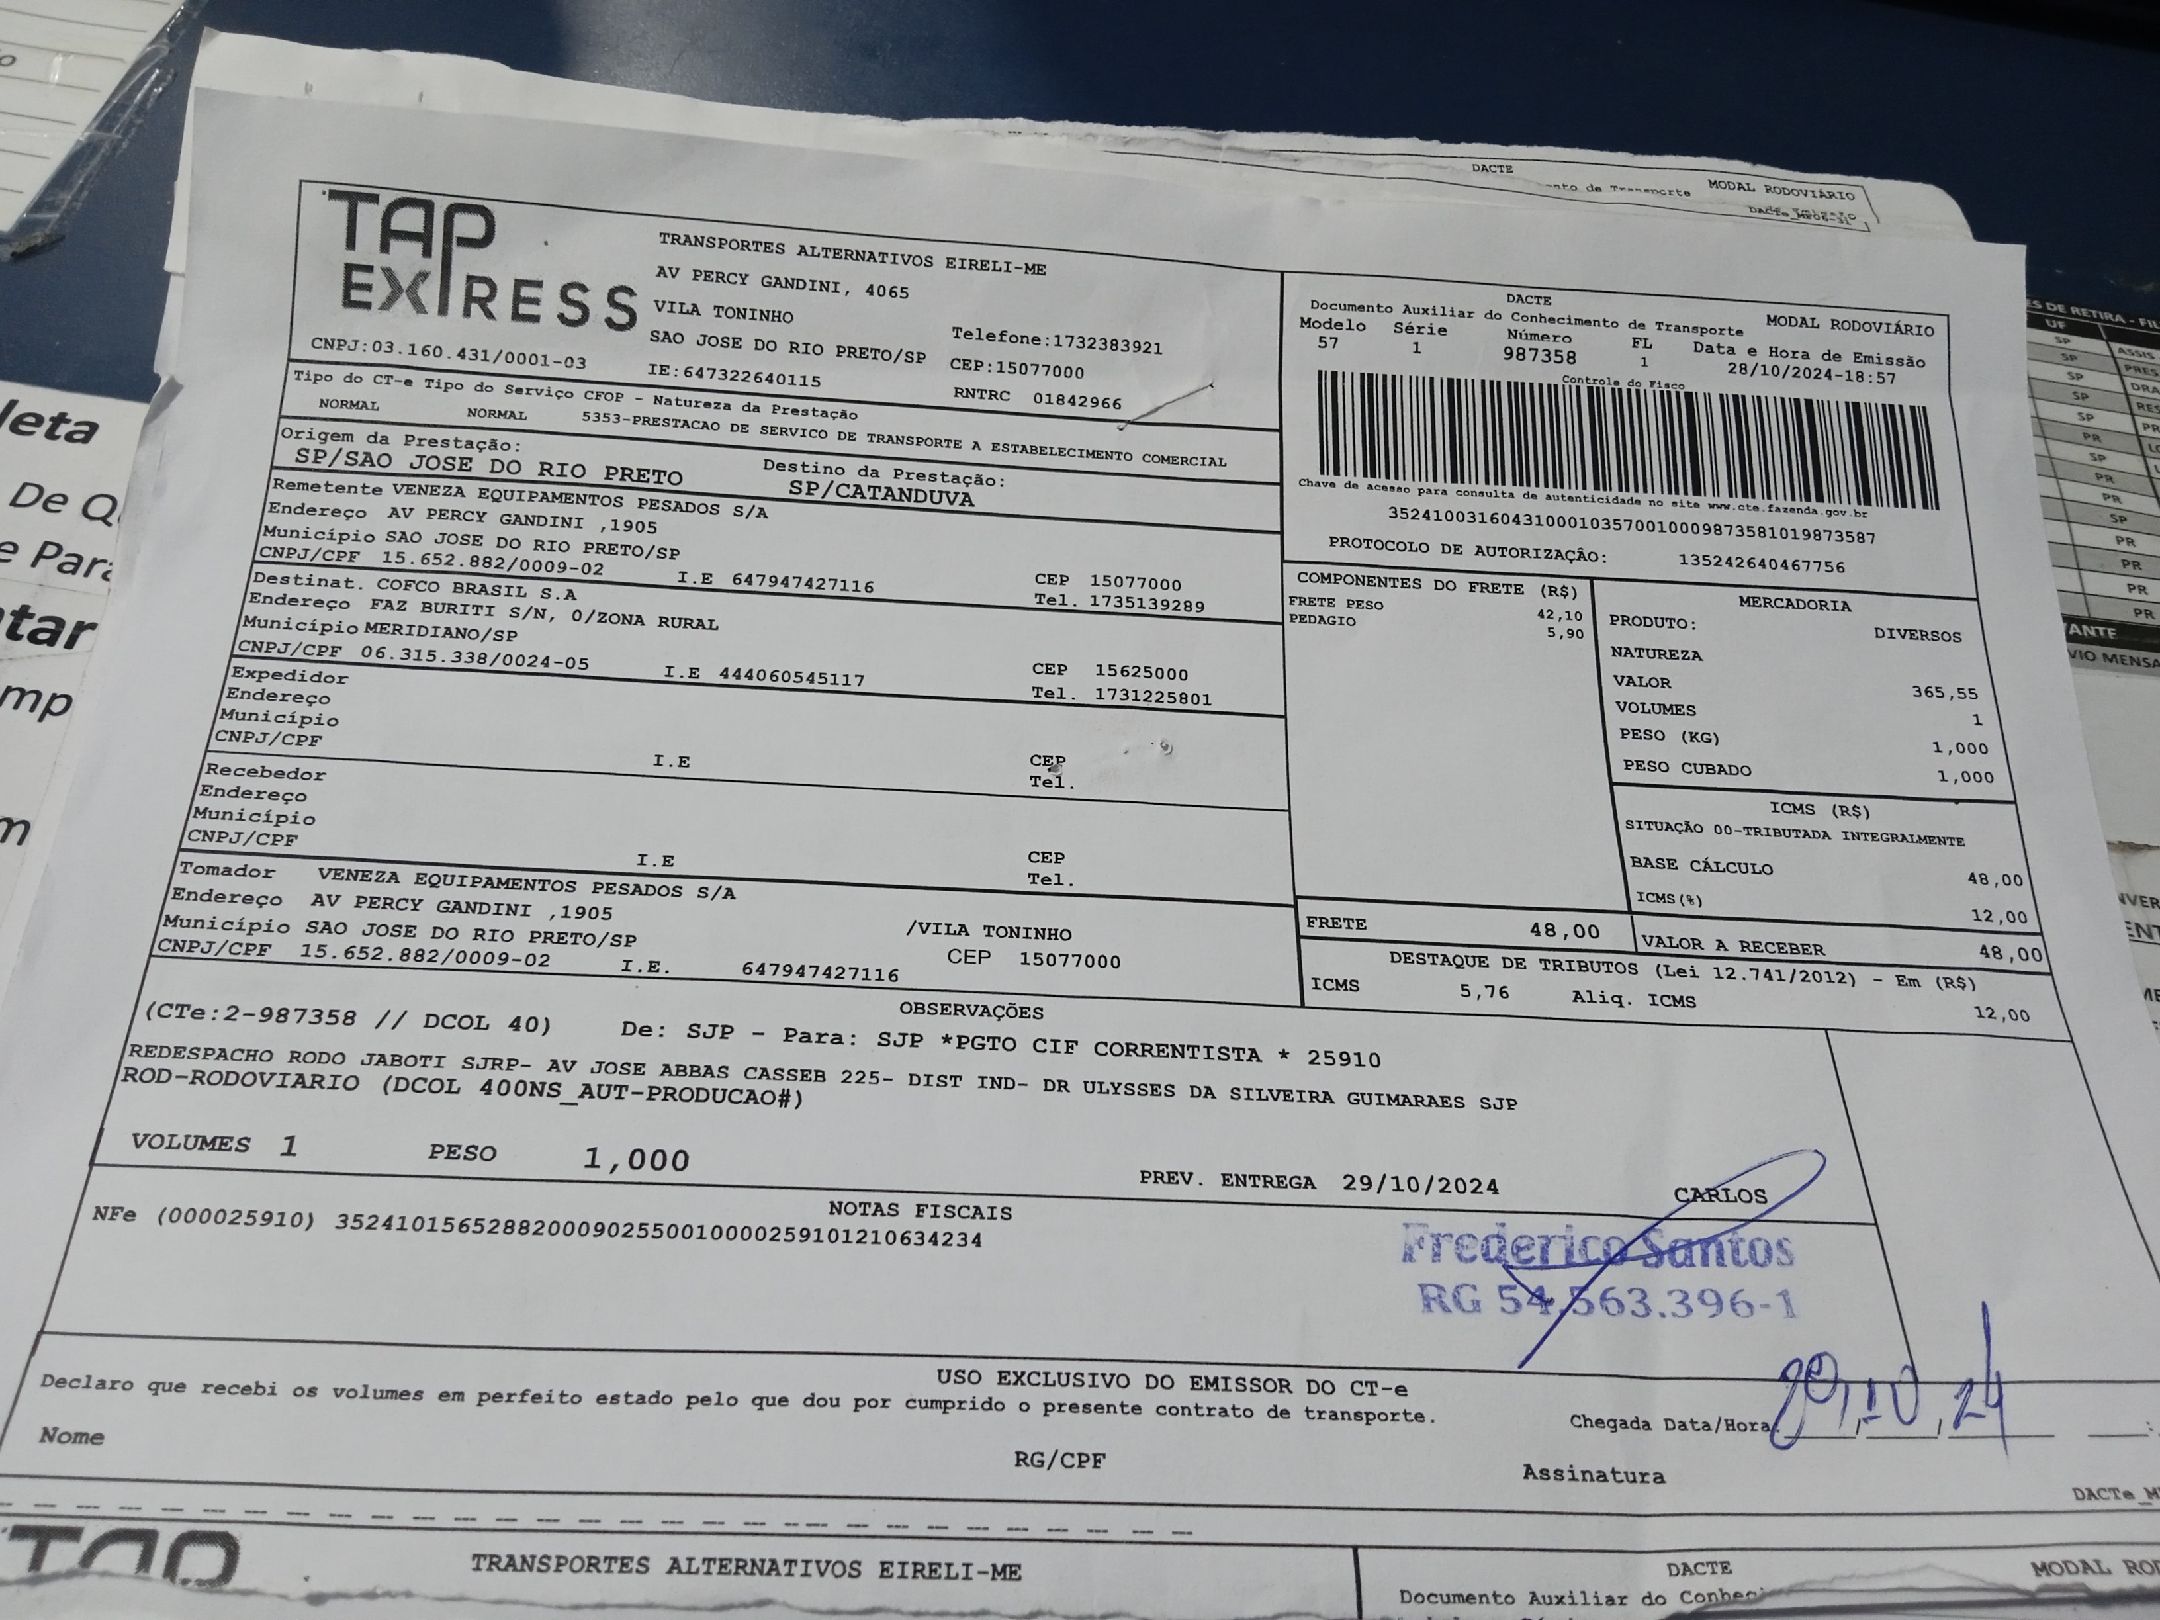 DACTE
MODAL RODOVIÁRIO
TAP
EXPRESS
TRANSPORTES ALTERNATIVOS EIRELI-ME
AV PERCY GANDINI, 4065
VILA TONINHO
SAO JOSE DO RIO PRETO/SP
Telefone:1732383921
CEP:15077000
CNPJ:03.160.431/0001-03
IE:647322640115
RNTRC 01842966
DACTE
Documento Auxiliar do Conhecimento de Transporte
MODAL RODOVIÁRIO
Modelo Série Número FL Data e Hora de Emissão
57 1 987358 1 28/10/2024-18:57
Controle do Fisco
Chave de acesso para consulta de autenticidade no site www.cte.fazenda.gov.br
35241003160431000103570010009873581019873587
PROTOCOLO DE AUTORIZAÇÃO: 135242640467756
Tipo do CT-e Tipo do Serviço CFOP - Natureza da Prestação
NORMAL NORMAL 5353-PRESTACAO DE SERVICO DE TRANSPORTE A ESTABELECIMENTO COMERCIAL
Origem da Prestação:
SP/SAO JOSE DO RIO PRETO
Destino da Prestação:
SP/CATANDUVA
Remetente VENEZA EQUIPAMENTOS PESADOS S/A
Endereço AV PERCY GANDINI ,1905
Município SAO JOSE DO RIO PRETO/SP CEP 15077000
CNPJ/CPF 15.652.882/0009-02 I.E 647947427116 Tel. 1735139289
Destinat. COFCO BRASIL S.A
Endereço FAZ BURITI S/N, 0/ZONA RURAL
Município MERIDIANO/SP CEP 15625000
CNPJ/CPF 06.315.338/0024-05 I.E 444060545117 Tel. 1731225801
Expedidor
Endereço
Município CEP
CNPJ/CPF I.E Tel.
Recebedor
Endereço
Município CEP
CNPJ/CPF I.E Tel.
Tomador VENEZA EQUIPAMENTOS PESADOS S/A
Endereço AV PERCY GANDINI ,1905 /VILA TONINHO
Município SAO JOSE DO RIO PRETO/SP CEP 15077000
CNPJ/CPF 15.652.882/0009-02 I.E. 647947427116
COMPONENTES DO FRETE (R$)
FRETE PESO 42,10
PEDAGIO 5,90
MERCADORIA
PRODUTO: DIVERSOS
NATUREZA
VALOR 365,55
VOLUMES 1
PESO (KG) 1,000
PESO CUBADO 1,000
ICMS (R$)
SITUAÇÃO 00-TRIBUTADA INTEGRALMENTE
BASE CÁLCULO 48,00
ICMS(%) 12,00
FRETE 48,00 VALOR A RECEBER 48,00
DESTAQUE DE TRIBUTOS (Lei 12.741/2012) - Em (R$)
ICMS 5,76 Aliq. ICMS 12,00
OBSERVAÇÕES
(CTe:2-987358 // DCOL 40) De: SJP - Para: SJP *PGTO CIF CORRENTISTA * 25910
REDESPACHO RODO JABOTI SJRP- AV JOSE ABBAS CASSEB 225- DIST IND- DR ULYSSES DA SILVEIRA GUIMARAES SJP
ROD-RODOVIARIO (DCOL 400NS_AUT-PRODUCAO#)
VOLUMES 1 PESO 1,000 PREV. ENTREGA 29/10/2024 CARLOS
NOTAS FISCAIS
NFe (000025910) 35241015652882000902550010000259101210634234
Frederico Santos
RG 54.563.396-1
USO EXCLUSIVO DO EMISSOR DO CT-e
Declaro que recebi os volumes em perfeito estado pelo que dou por cumprido o presente contrato de transporte.
Chegada Data/Hora 29,10,24
Nome RG/CPF Assinatura
TAP
TRANSPORTES ALTERNATIVOS EIRELI-ME
DACTE
MODAL
Documento Auxiliar do